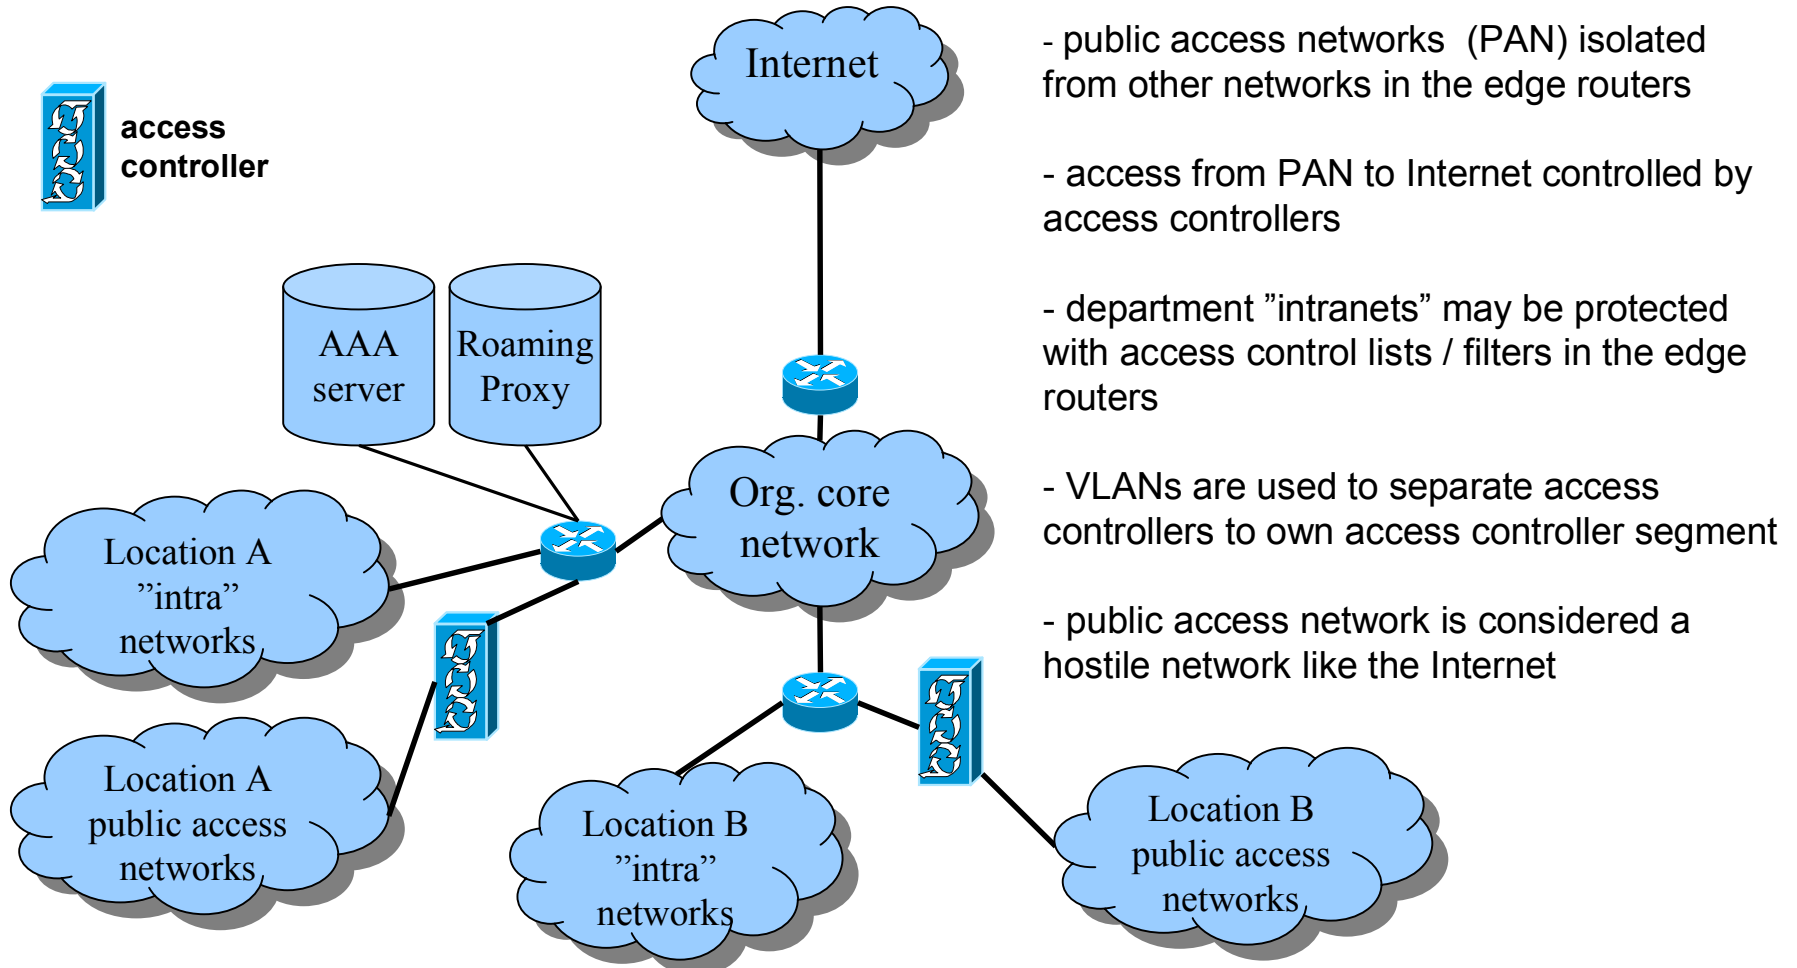 Internet
access
controller
AAA
server
Roaming
Proxy
Org. core
network
Location A
”intra”
networks
Location A
public access
networks
Location B
”intra”
networks
Location B
public access
networks
- public access networks  (PAN) isolated
from other networks in the edge routers
- access from PAN to Internet controlled by
access controllers
- department ”intranets” may be protected
with access control lists / filters in the edge
routers
- VLANs are used to separate access
controllers to own access controller segment
- public access network is considered a
hostile network like the Internet